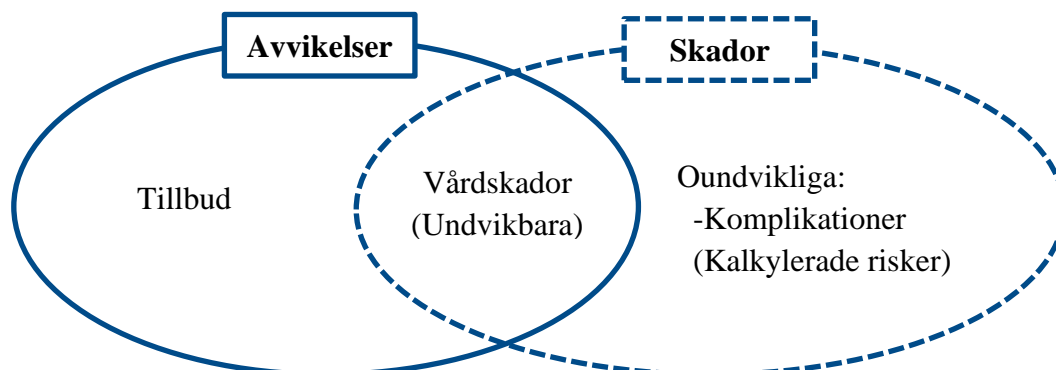 Avvikelser
Skador
Tillbud
Vårdskador
(Undvikbara)
Oundvikliga:
-Komplikationer
(Kalkylerade risker)